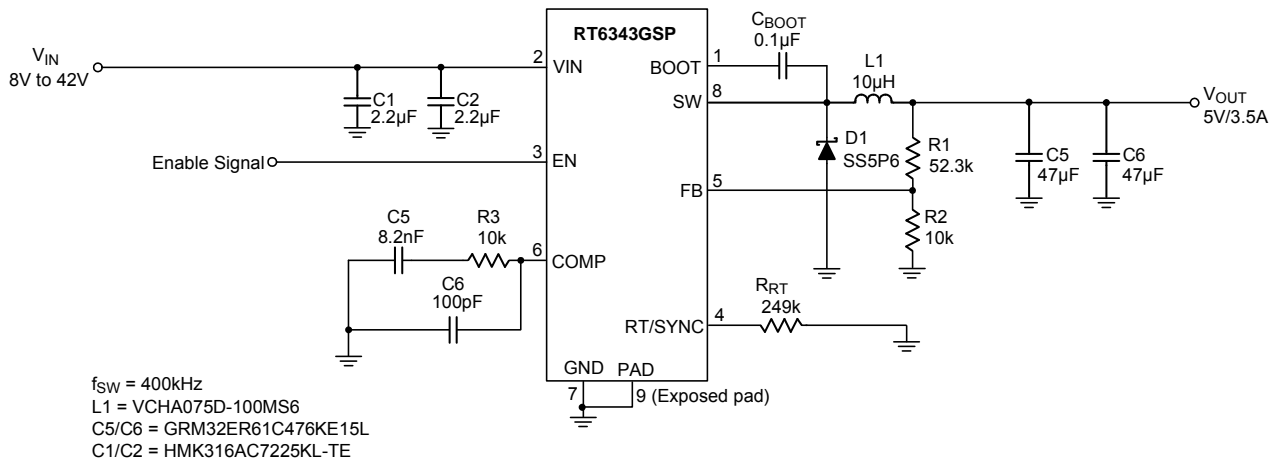 RT6343GSP
CBOOT
0.1µF
VIN
8V to 42V
2
VIN
BOOT
1
L1
10µH
SW
8
VOUT
5V/3.5A
C1
2.2µF
C2
2.2µF
D1
SS5P6
R1
52.3k
C5
47µF
C6
47µF
Enable Signal
3
EN
FB
5
R2
10k
C5
8.2nF
R3
10k
6
COMP
C6
100pF
RRT
249k
RT/SYNC
4
GND
PAD
7
9 (Exposed pad)
fSW = 400kHz
L1 = VCHA075D-100MS6
C5/C6 = GRM32ER61C476KE15L
C1/C2 = HMK316AC7225KL-TE